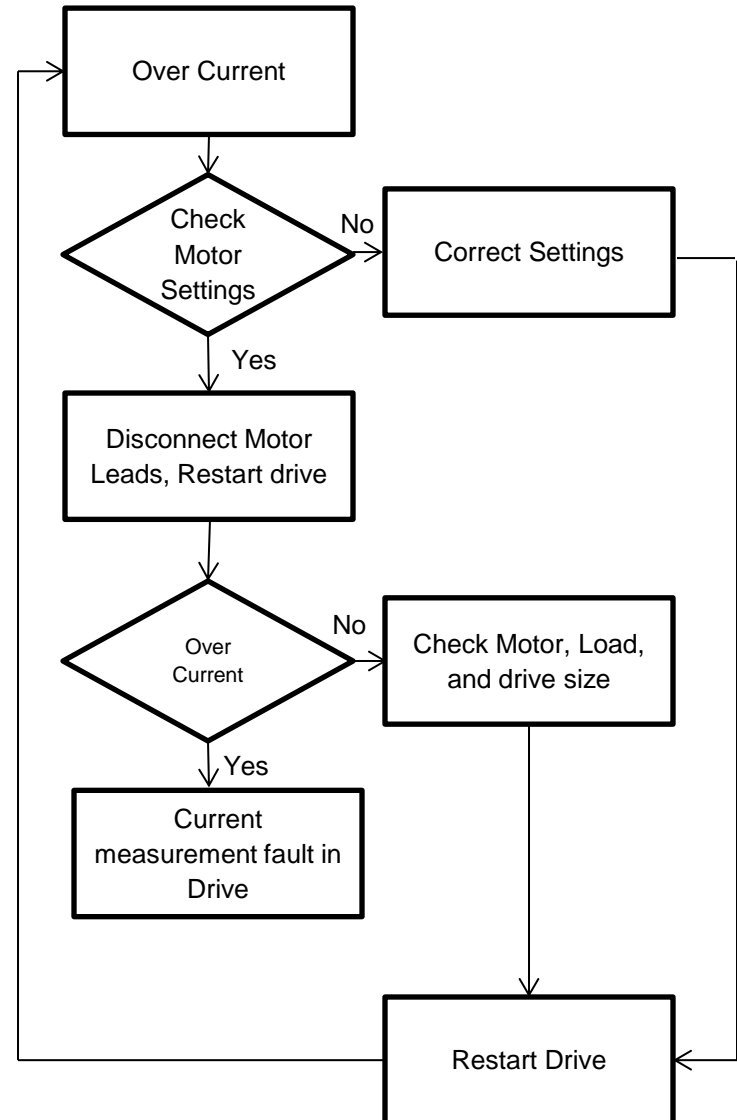 Over Current
Check
Motor
Settings
No
Correct Settings
Yes
Disconnect Motor
Leads, Restart drive
Over
Current
No
Check Motor, Load,
and drive size
Yes
Current
measurement fault in
Drive
Restart Drive